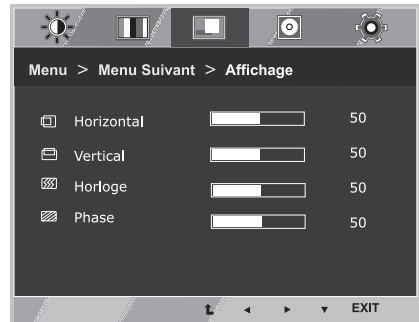 Menu > Menu Suivant > Affichage
Horizontal 50
Vertical 50
Horloge 50
Phase 50
EXIT